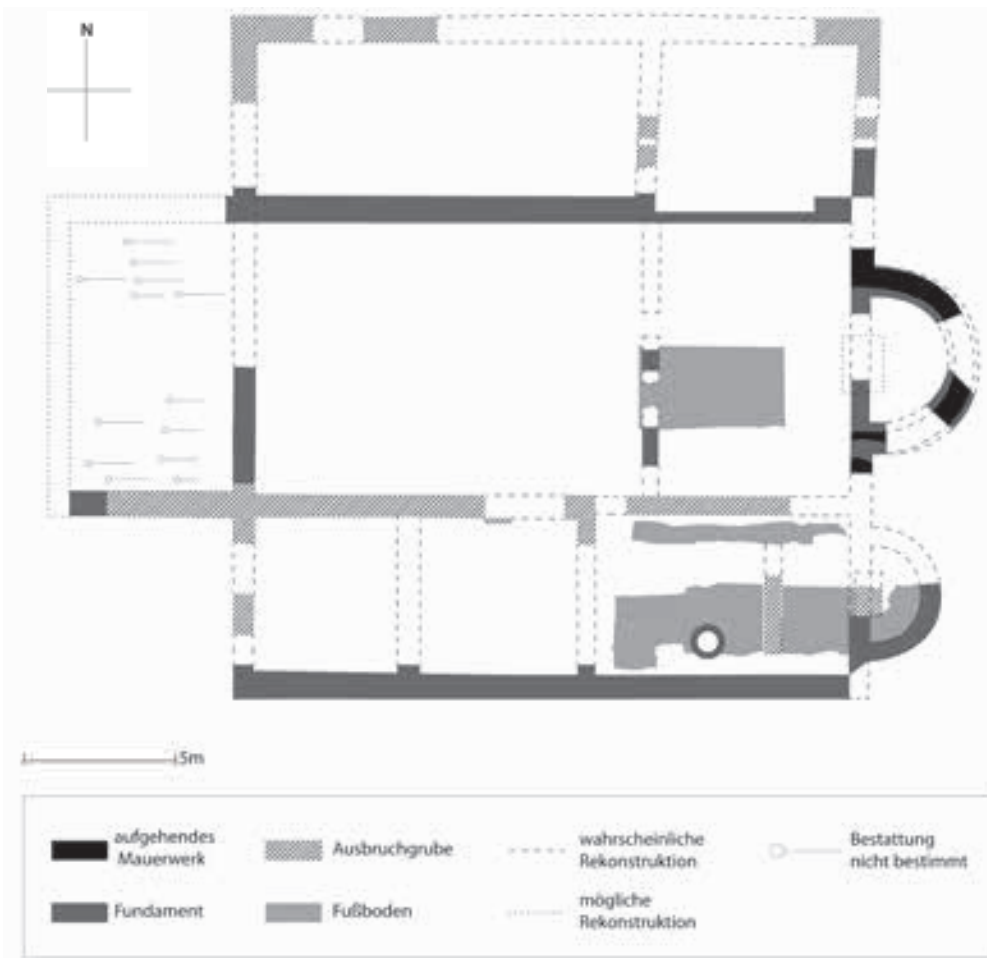 N
5m
aufgehendes
Mauerwerk
Ausbruchgrube
wahrscheinliche
Rekonstruktion
Bestattung
nicht bestimmt
Fundament
Fußboden
mögliche
Rekonstruktion